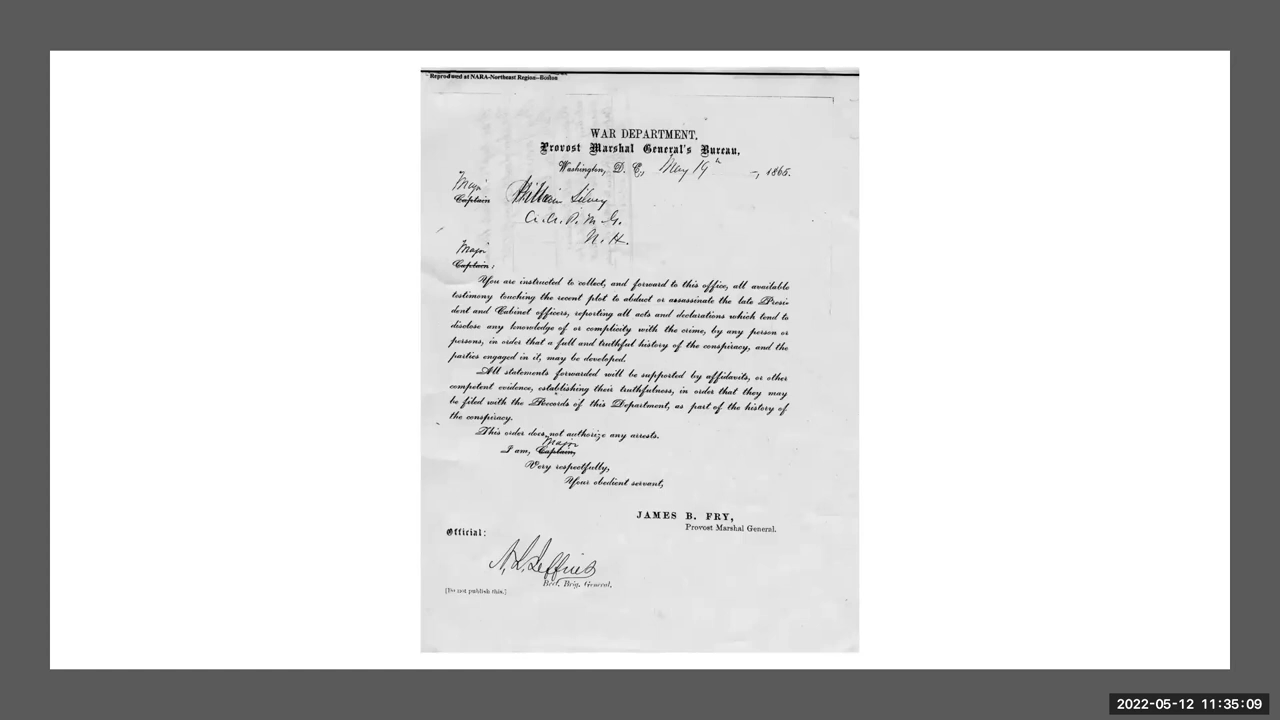 Reproduced at NARA-Northeast Region-Boston
WAR DEPARTMENT,
Provost Marshal General's Bureau,
Washington, D. C., May 19th —, 1865.
Major
Captain William Silvey
A.A.P.M.G.
N.H.
Major
Captain:
You are instructed to collect, and forward to this office, all available
testimony touching the recent plot to abduct or assassinate the late Presi-
dent and Cabinet officers, reporting all acts and declarations which tend to
disclose any knowledge of or complicity with the crime, by any person or
persons, in order that a full and truthful history of the conspiracy, and the
parties engaged in it, may be developed.
All statements forwarded will be supported by affidavits, or other
competent evidence, establishing their truthfulness, in order that they may
be filed with the Records of this Department, as part of the history of
the conspiracy.
This order does not authorize any arrests.
Major
I am, Captain,
Very respectfully,
Your obedient servant,
JAMES B. FRY,
Provost Marshal General.
Official:
N. L. Jeffries
Bvt. Brig. General.
[Do not publish this.]
2022-05-12 11:35:09